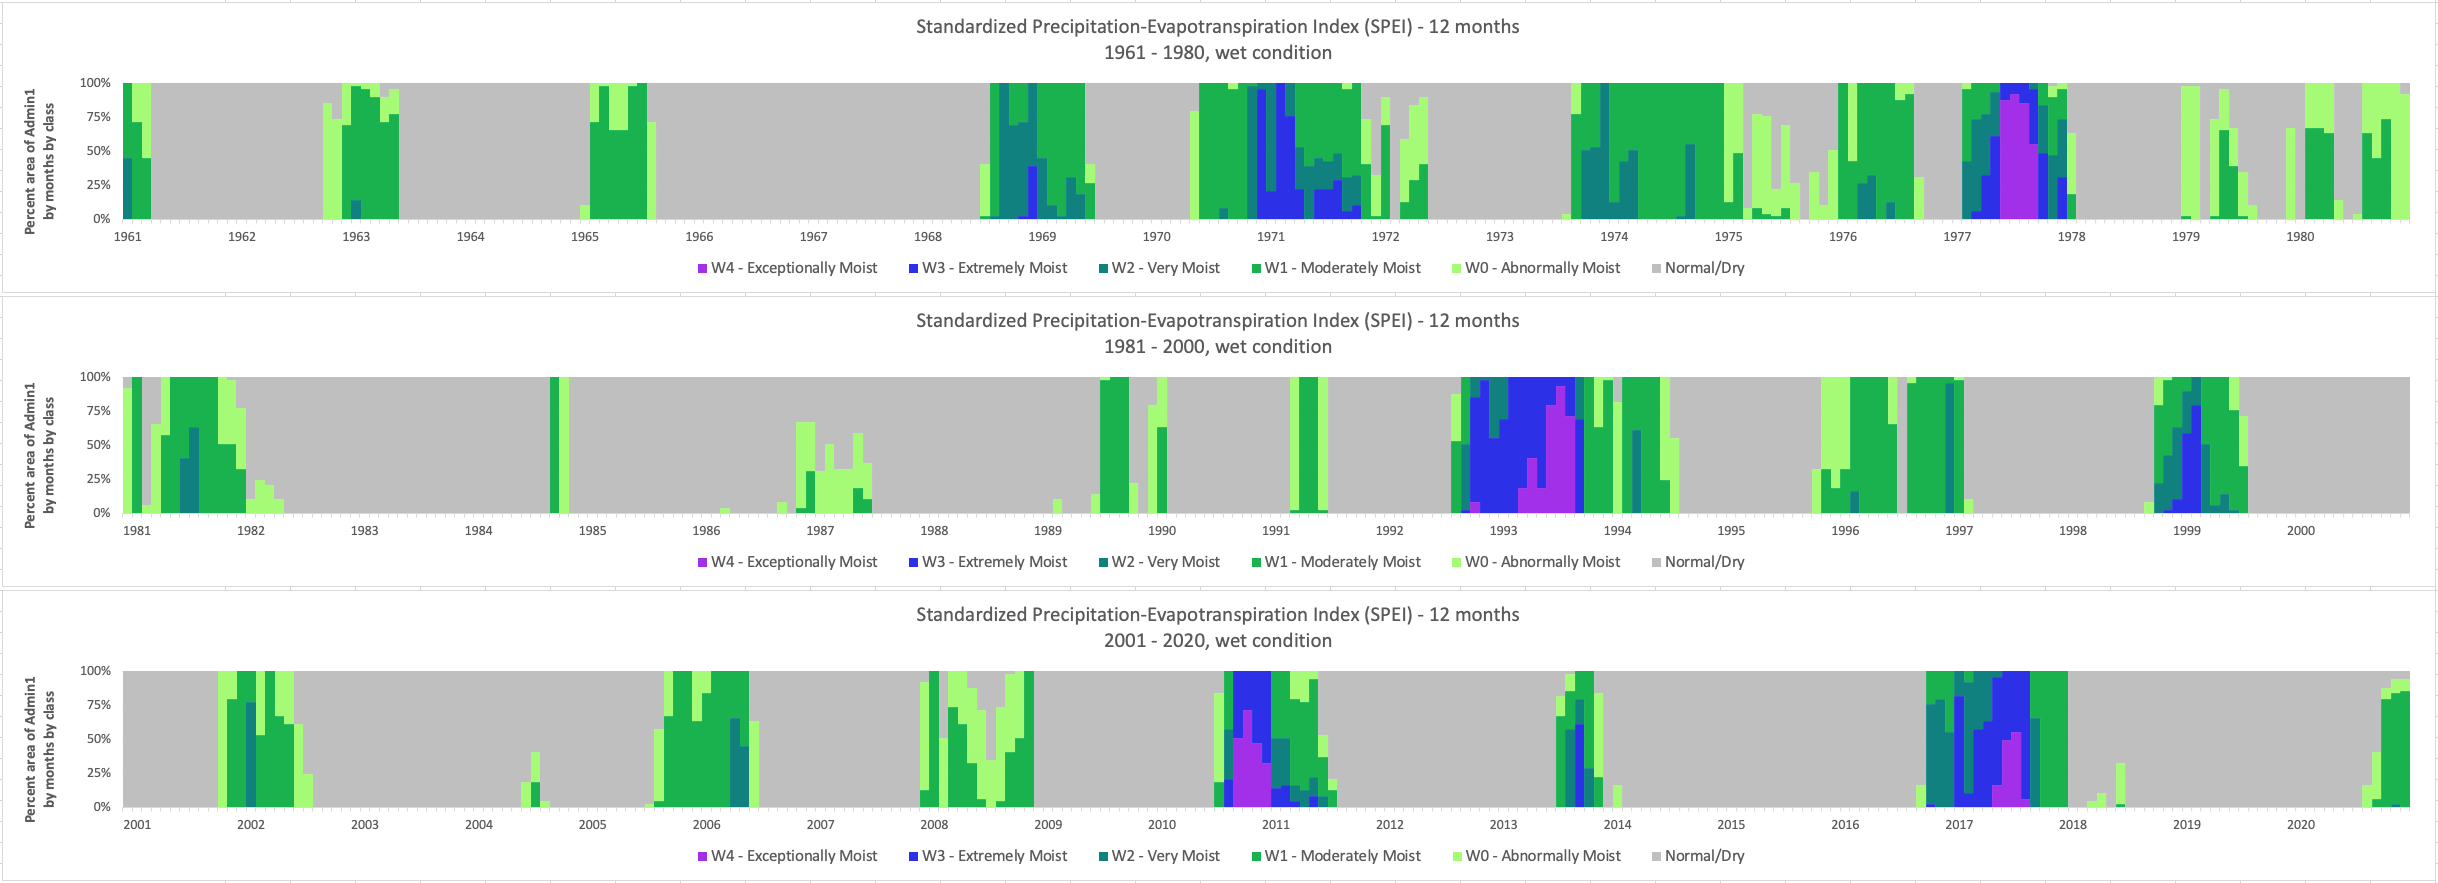 Standardized Precipitation-Evapotranspiration Index (SPEI) - 12 months
1961 - 1980, wet condition
Percent area of Admin1
by months by class
100%
75%
50%
25%
0%
1961 1962 1963 1964 1965 1966 1967 1968 1969 1970 1971 1972 1973 1974 1975 1976 1977 1978 1979 1980
W4 - Exceptionally Moist W3 - Extremely Moist W2 - Very Moist W1 - Moderately Moist W0 - Abnormally Moist Normal/Dry
Standardized Precipitation-Evapotranspiration Index (SPEI) - 12 months
1981 - 2000, wet condition
Percent area of Admin1
by months by class
100%
75%
50%
25%
0%
1981 1982 1983 1984 1985 1986 1987 1988 1989 1990 1991 1992 1993 1994 1995 1996 1997 1998 1999 2000
W4 - Exceptionally Moist W3 - Extremely Moist W2 - Very Moist W1 - Moderately Moist W0 - Abnormally Moist Normal/Dry
Standardized Precipitation-Evapotranspiration Index (SPEI) - 12 months
2001 - 2020, wet condition
Percent area of Admin1
by months by class
100%
75%
50%
25%
0%
2001 2002 2003 2004 2005 2006 2007 2008 2009 2010 2011 2012 2013 2014 2015 2016 2017 2018 2019 2020
W4 - Exceptionally Moist W3 - Extremely Moist W2 - Very Moist W1 - Moderately Moist W0 - Abnormally Moist Normal/Dry